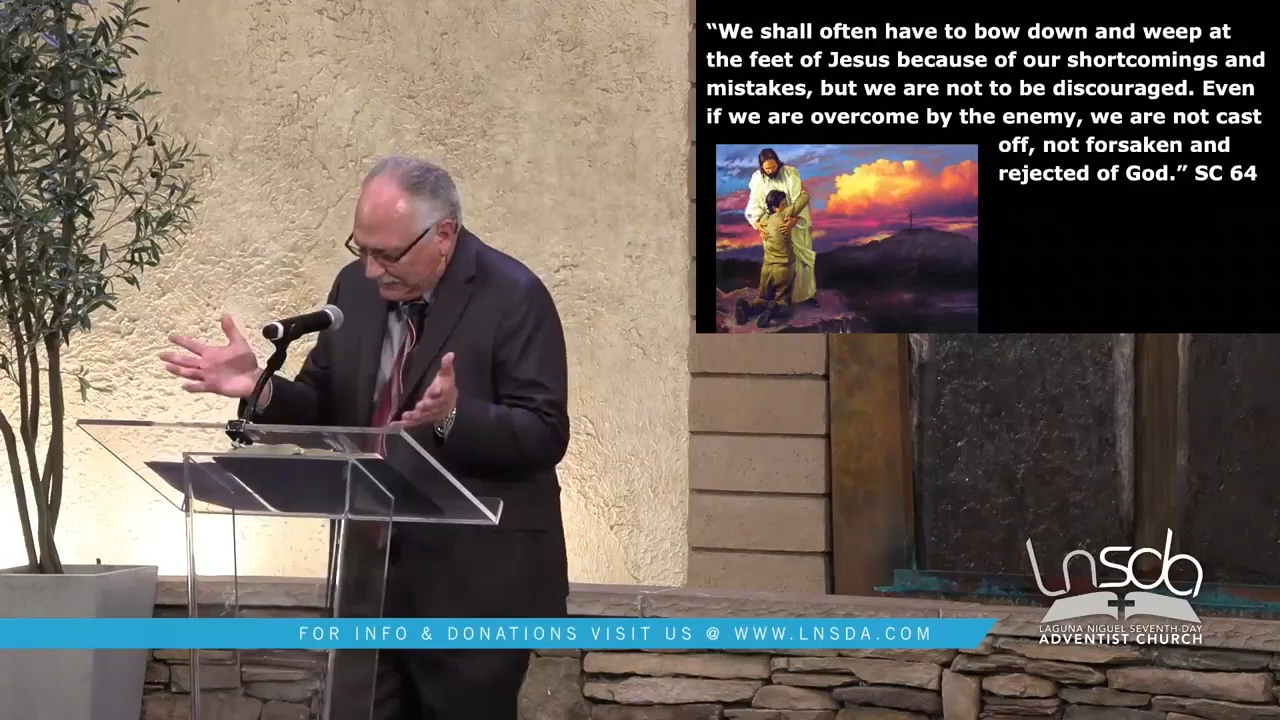 “We shall often have to bow down and weep at
the feet of Jesus because of our shortcomings and
mistakes, but we are not to be discouraged. Even
if we are overcome by the enemy, we are not cast
off, not forsaken and
rejected of God.” SC 64
lnsda
LAGUNA NIGUEL SEVENTH-DAY
ADVENTIST CHURCH
FOR INFO & DONATIONS VISIT US @ WWW.LNSDA.COM